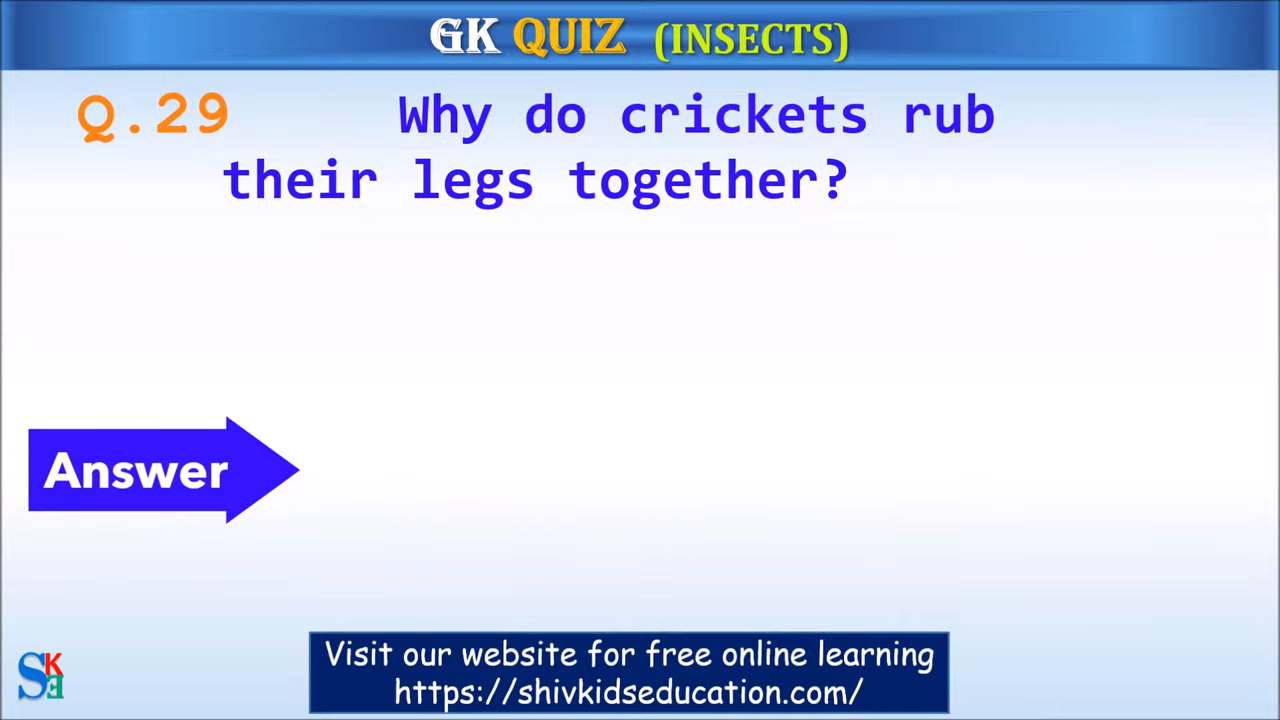 GK QUIZ (INSECTS)
Q.29 Why do crickets rub
their legs together?
Answer
SKE
Visit our website for free online learning
https://shivkidseducation.com/